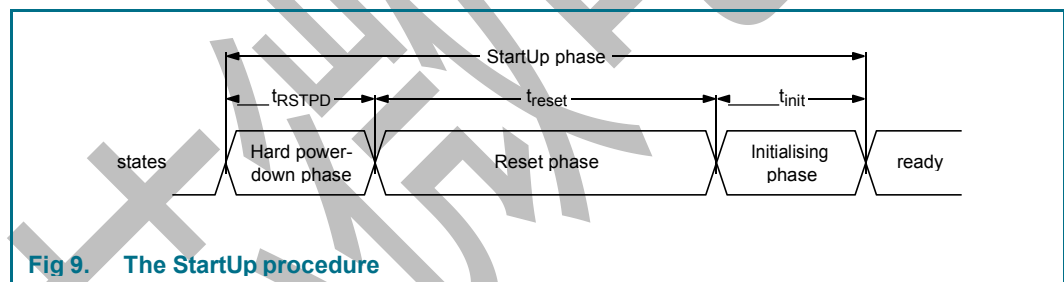 StartUp phase
tRSTPD
treset
tinit
states
Hard power-
down phase
Reset phase
Initialising
phase
ready
Fig 9. The StartUp procedure